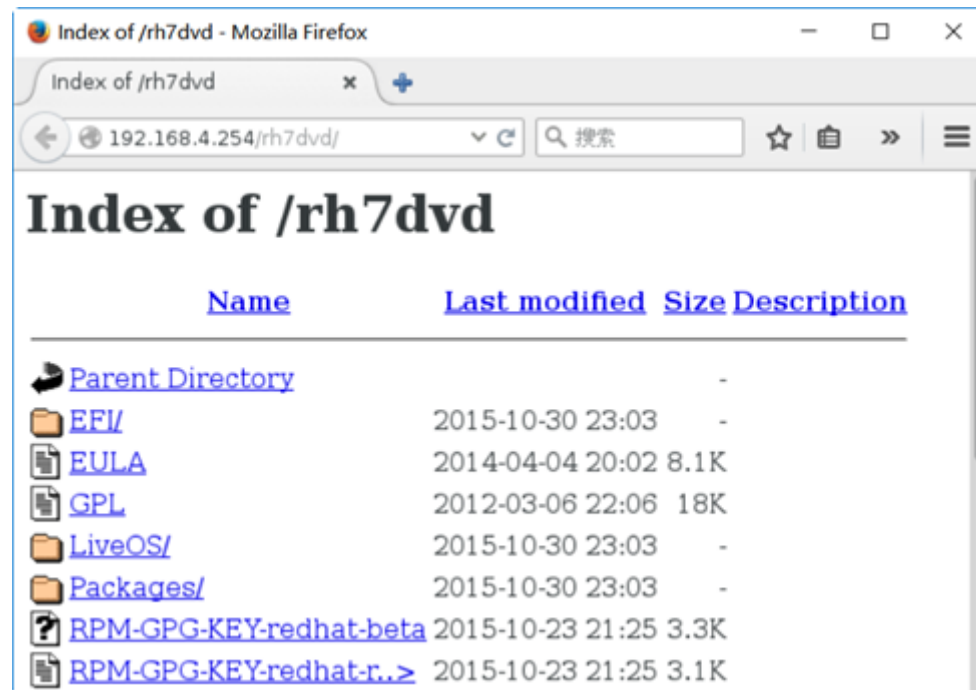 Index of /rh7dvd - Mozilla Firefox
Index of /rh7dvd
192.168.4.254/rh7dvd/ 搜索
Index of /rh7dvd
Name Last modified Size Description
Parent Directory -
EFI/ 2015-10-30 23:03 -
EULA 2014-04-04 20:02 8.1K
GPL 2012-03-06 22:06 18K
LiveOS/ 2015-10-30 23:03 -
Packages/ 2015-10-30 23:03 -
RPM-GPG-KEY-redhat-beta 2015-10-23 21:25 3.3K
RPM-GPG-KEY-redhat-r..> 2015-10-23 21:25 3.1K